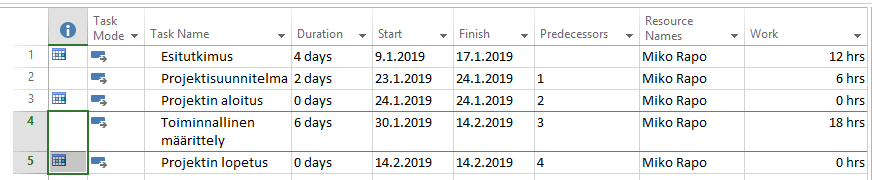 Task Mode Task Name Duration Start Finish Predecessors Resource Names Work
1 Esitutkimus 4 days 9.1.2019 17.1.2019 Miko Rapo 12 hrs
2 Projektisuunnitelma 2 days 23.1.2019 24.1.2019 1 Miko Rapo 6 hrs
3 Projektin aloitus 0 days 24.1.2019 24.1.2019 2 Miko Rapo 0 hrs
4 Toiminnallinen 6 days 30.1.2019 14.2.2019 3 Miko Rapo 18 hrs
määrittely
5 Projektin lopetus 0 days 14.2.2019 14.2.2019 4 Miko Rapo 0 hrs